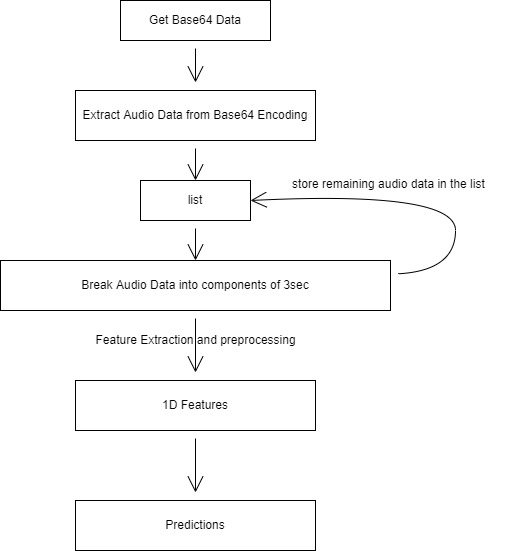 Get Base64 Data
Extract Audio Data from Base64 Encoding
list
store remaining audio data in the list
Break Audio Data into components of 3sec
Feature Extraction and preprocessing
1D Features
Predictions